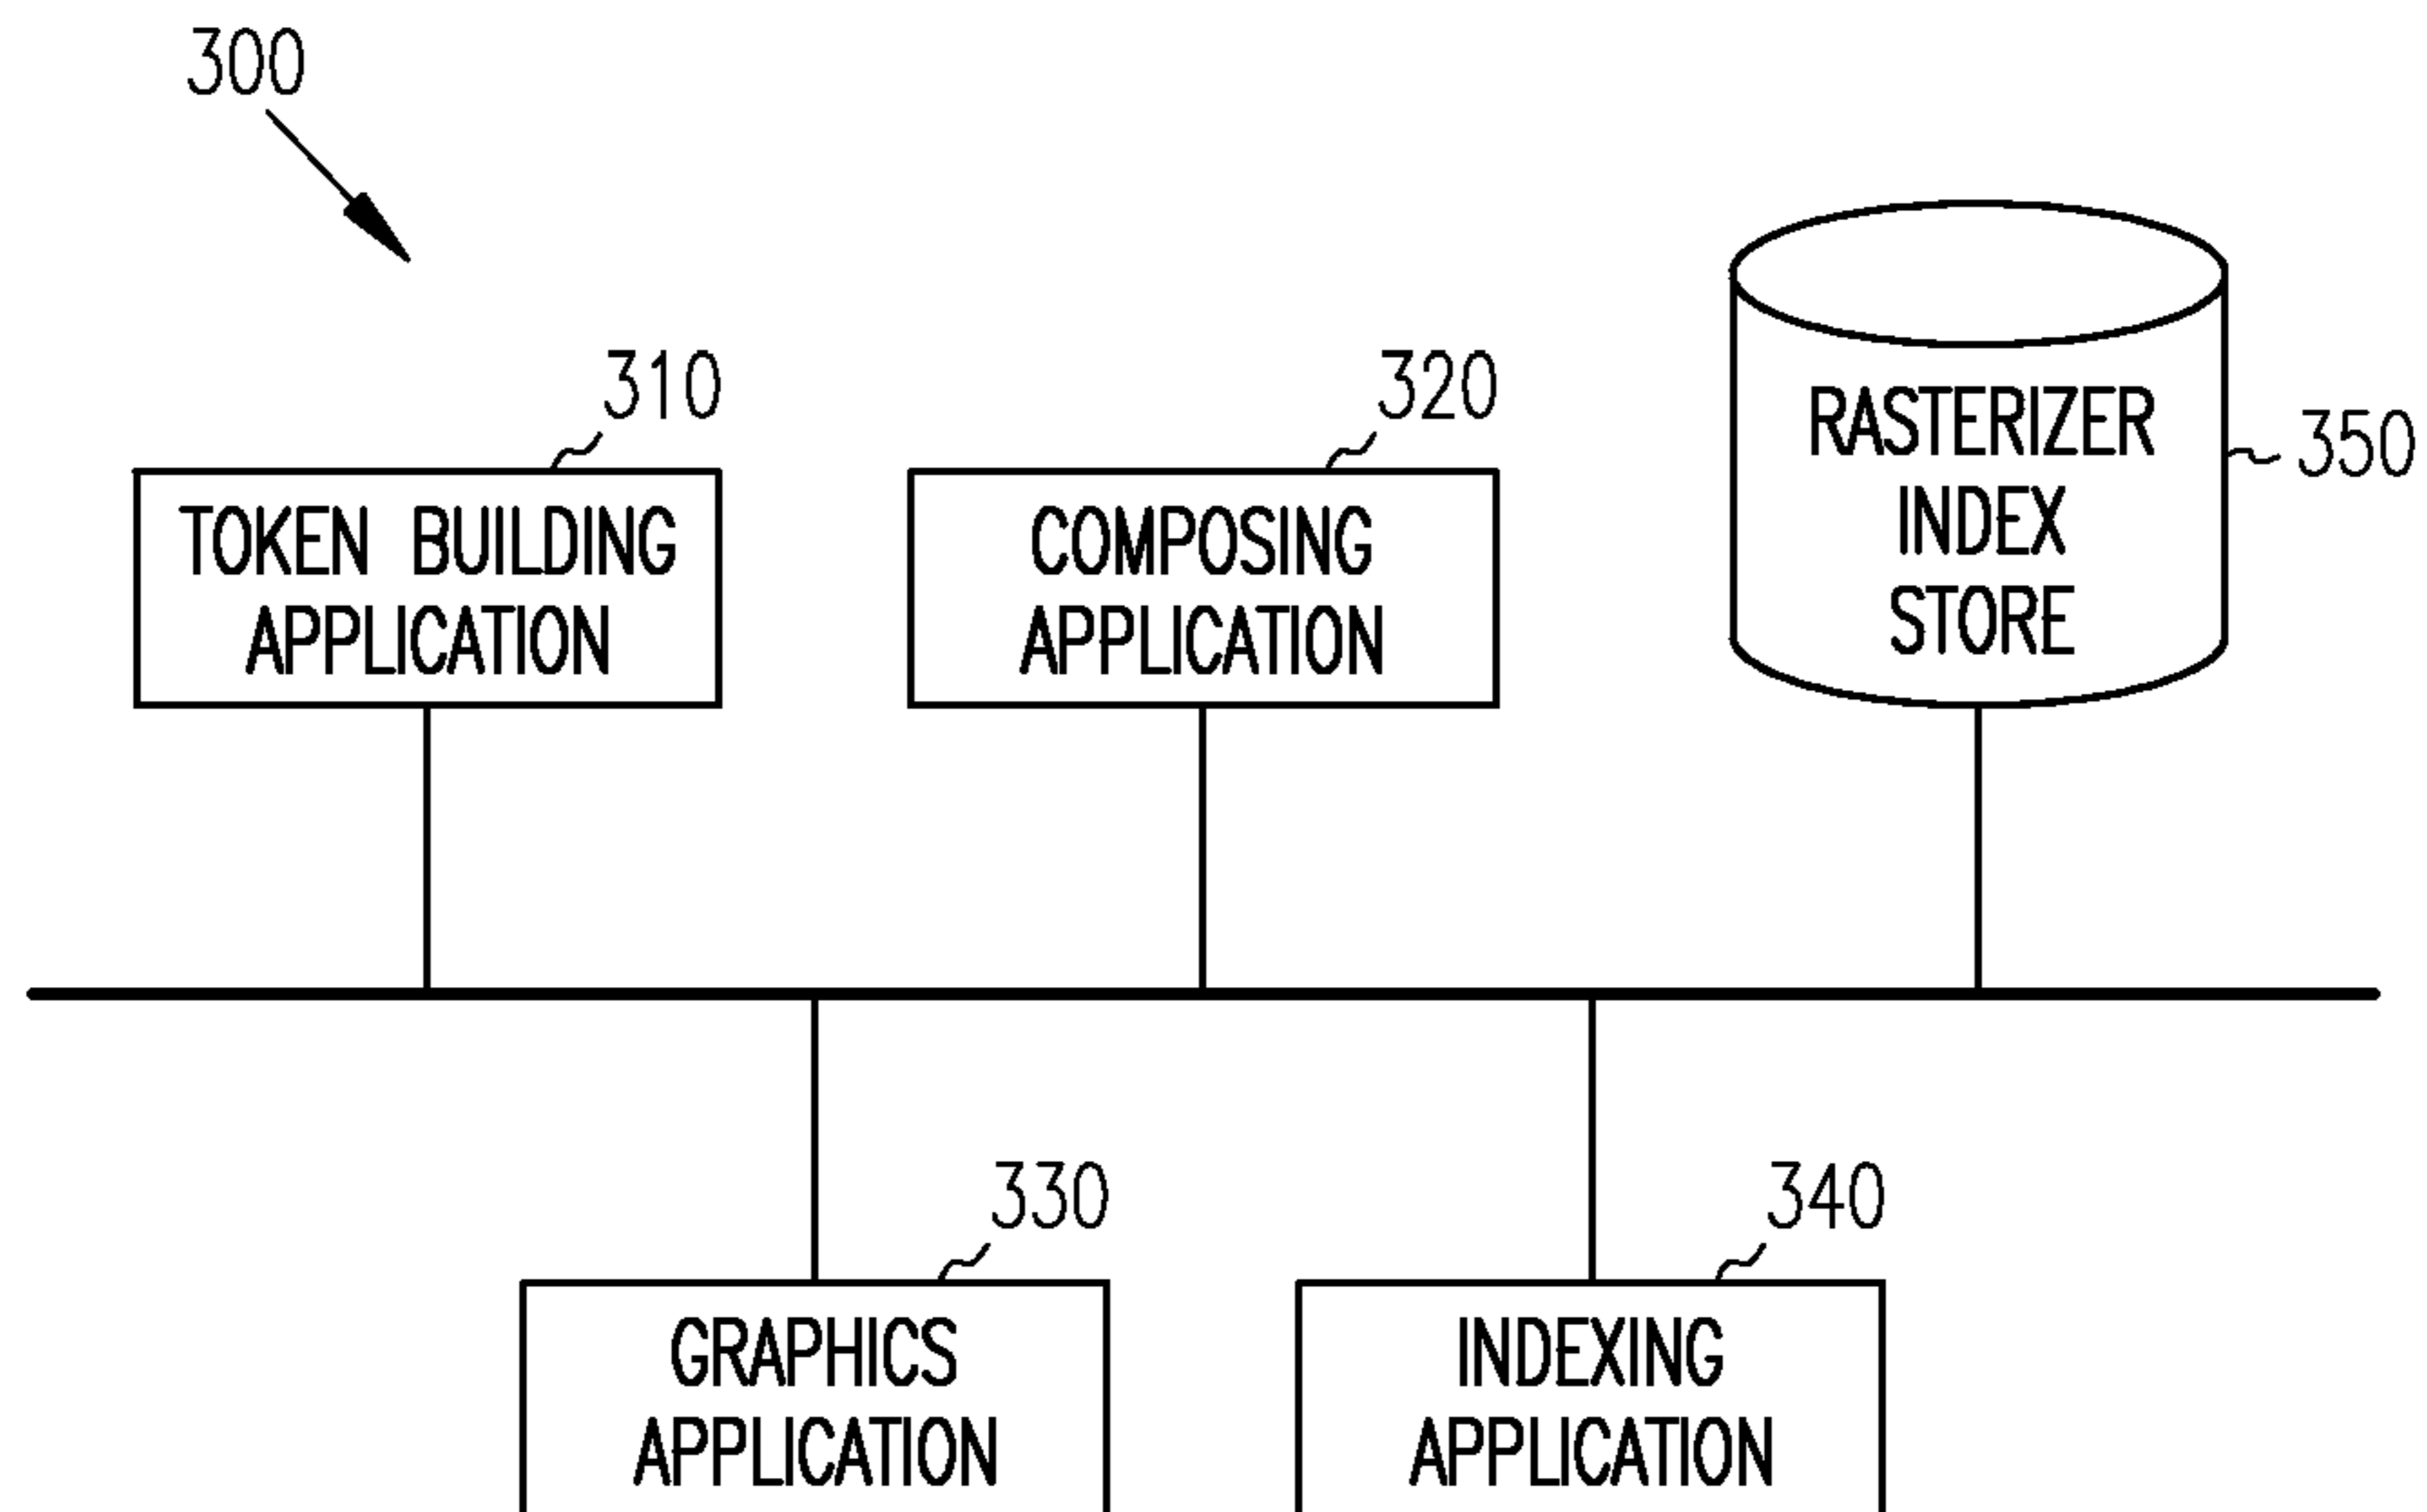 300
310
TOKEN BUILDING
APPLICATION
320
COMPOSING
APPLICATION
RASTERIZER
INDEX
STORE
350
330
GRAPHICS
APPLICATION
340
INDEXING
APPLICATION